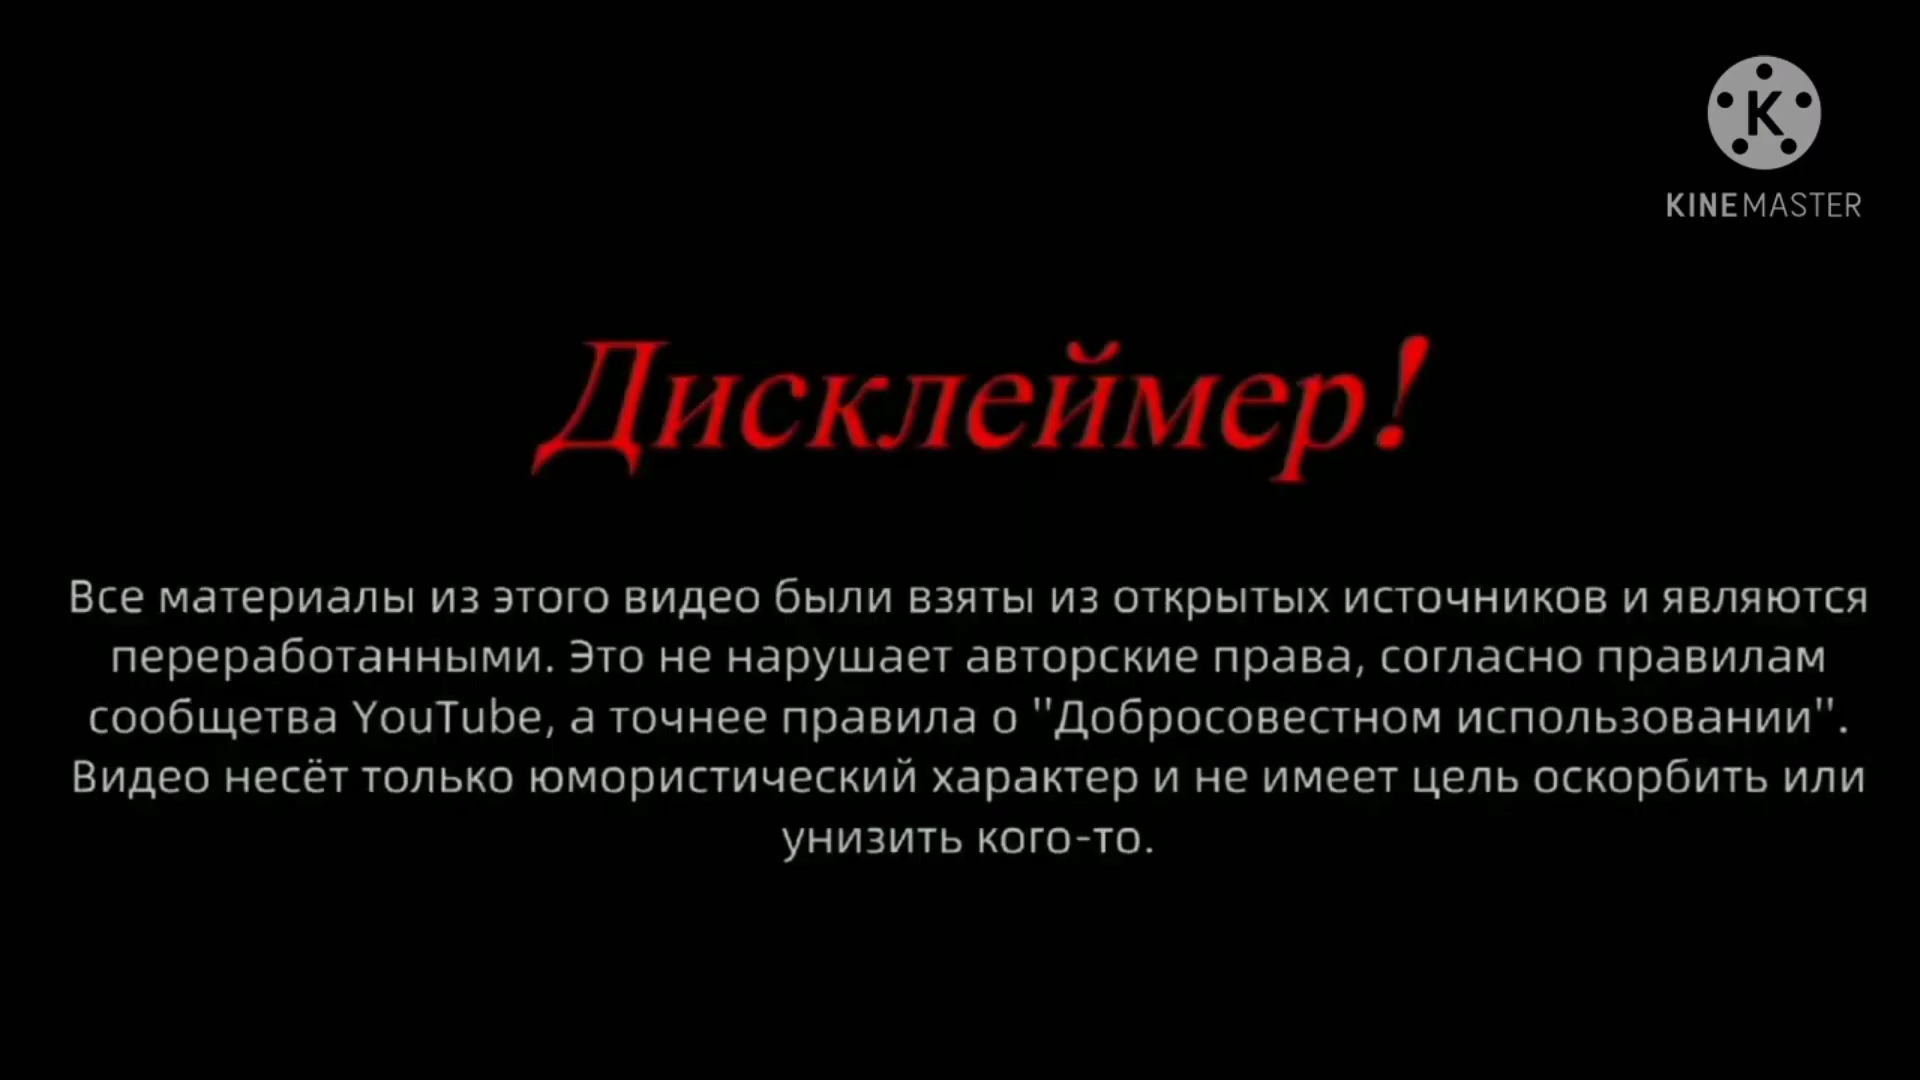 K
KINEMASTER
Дисклеймер!
Все материалы из этого видео были взяты из открытых источников и являются
переработанными. Это не нарушает авторские права, согласно правилам
сообщетва YouTube, а точнее правила о "Добросовестном использовании".
Видео несёт только юмористический характер и не имеет цель оскорбить или
унизить кого-то.